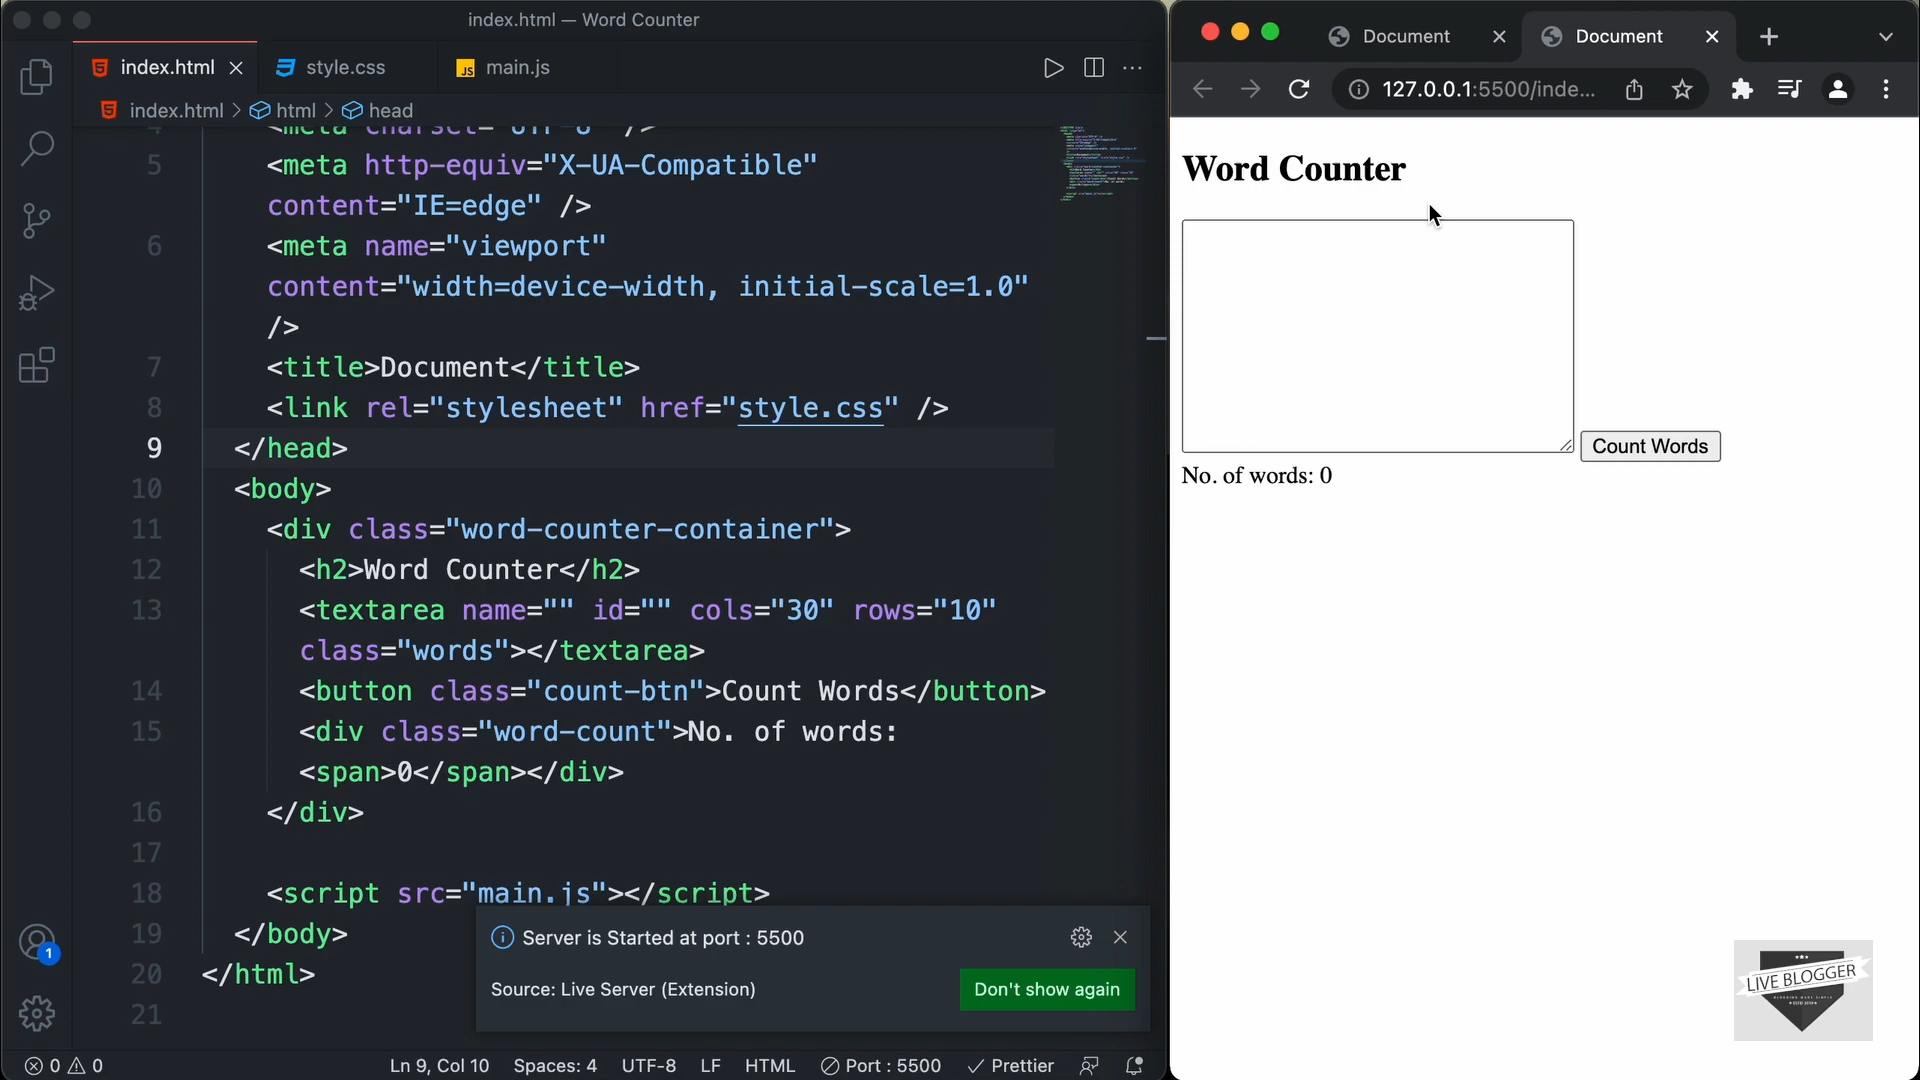 index.html — Word Counter
index.html
style.css
JS main.js
index.html > html > head
4 <meta charset="UTF-8" />
5 <meta http-equiv="X-UA-Compatible"
content="IE=edge" />
6 <meta name="viewport"
content="width=device-width, initial-scale=1.0"
/>
7 <title>Document</title>
8 <link rel="stylesheet" href="style.css" />
9 </head>
10 <body>
11 <div class="word-counter-container">
12 <h2>Word Counter</h2>
13 <textarea name="" id="" cols="30" rows="10"
class="words"></textarea>
14 <button class="count-btn">Count Words</button>
15 <div class="word-count">No. of words:
<span>0</span></div>
16 </div>
17
18 <script src="main.js"></script>
19 </body>
20 </html>
21
1
Server is Started at port : 5500
Source: Live Server (Extension)
Don't show again
0 0
Ln 9, Col 10
Spaces: 4
UTF-8
LF
HTML
Port : 5500
Prettier
Document
Document
127.0.0.1:5500/inde...
Word Counter
Count Words
No. of words: 0
LIVE BLOGGER